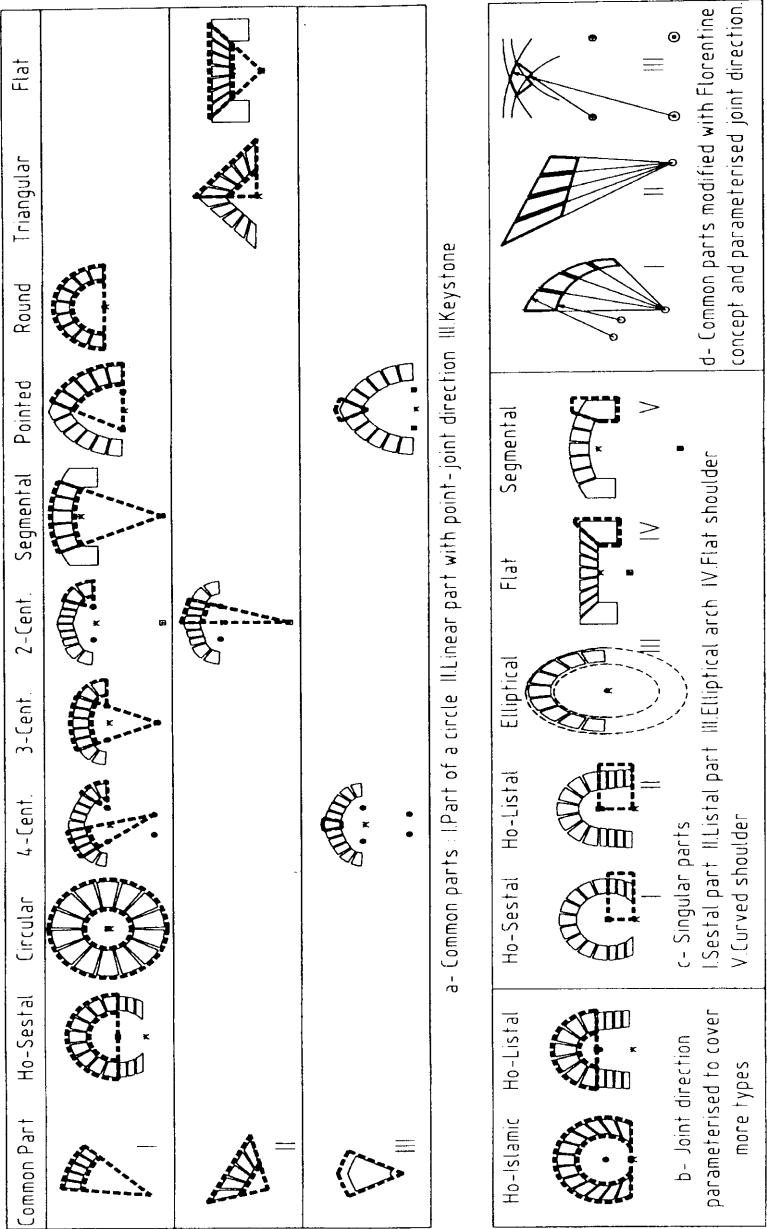 Common Part
Ho-Sestal
Circular
4-Cent.
3-Cent.
2-Cent.
Segmental
Pointed
Round
Triangular
Flat
I
II
III
a- Common parts : I.Part of a circle II.Linear part with point-joint direction III.Keystone
Ho-Islamic
Ho-Listal
b- Joint direction
parameterised to cover
more types
Ho-Sestal
Ho-Listal
Elliptical
Flat
Segmental
I
II
III
IV
V
c- Singular parts
I.Sestal part II.Listal part III.Elliptical arch IV.Flat shoulder
V.Curved shoulder
I
II
III
d- Common parts modified with Florentine
concept and parameterised joint direction.